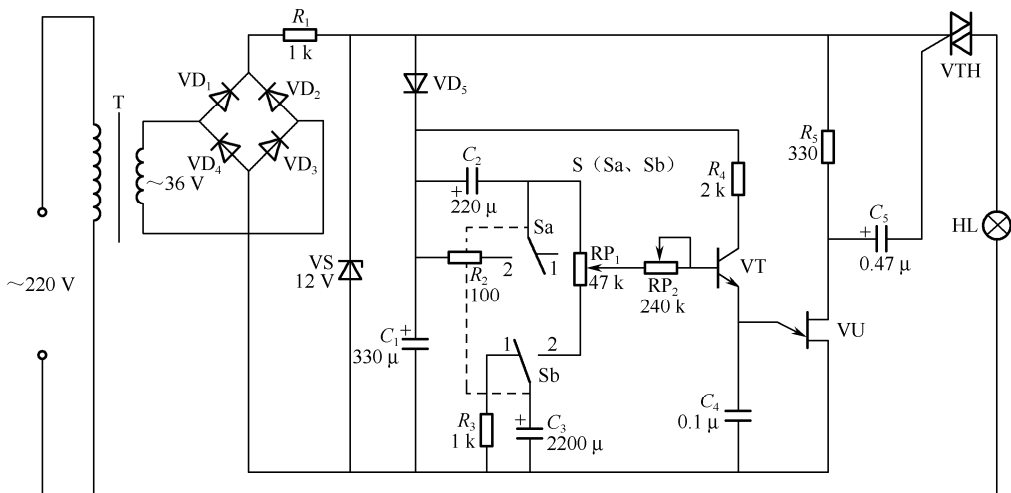 R₁
1 k
VD₁
VD₂
VD₄
VD₃
T
～36 V
～220 V
VS
12 V
VD₅
C₂
+
220 μ
S（Sa、Sb）
Sa
1
2
R₂
100
RP₁
47 k
RP₂
240 k
R₄
2 k
VT
R₅
330
C₅
+
0.47 μ
VTH
HL
VU
C₁
+
330 μ
1
2
Sb
R₃
1 k
+
C₃
2200 μ
C₄
0.1 μ